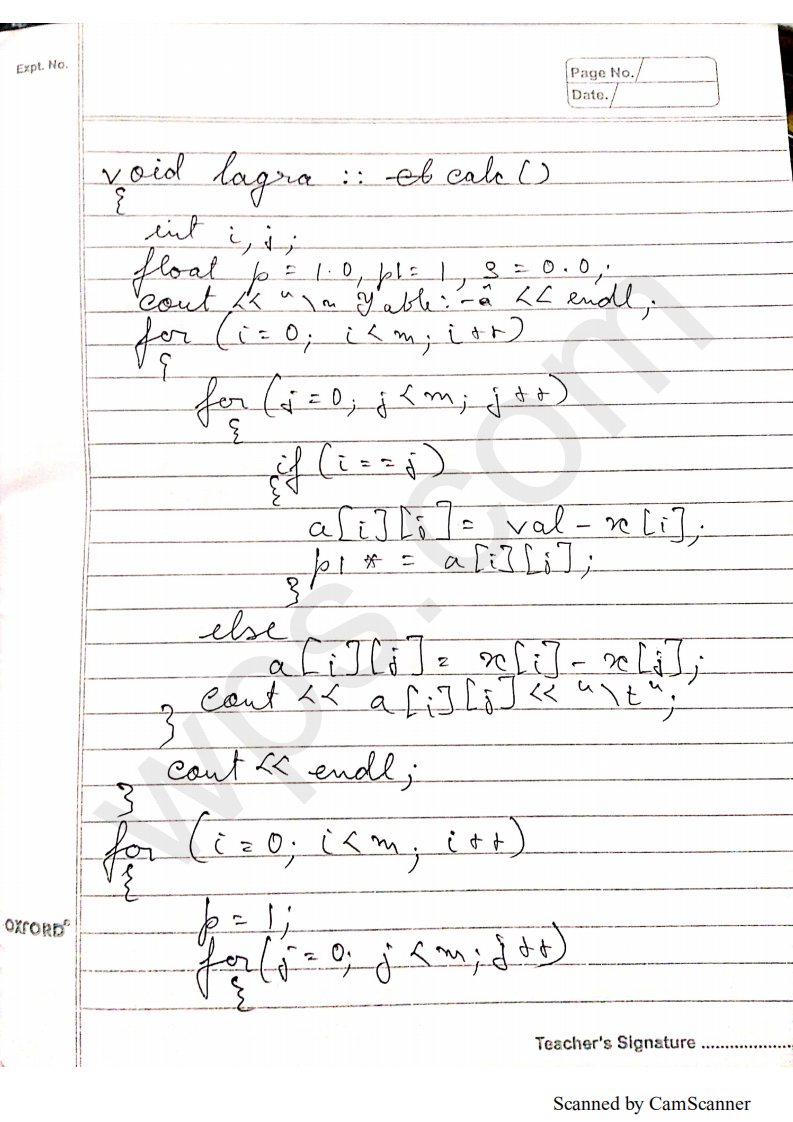 Expt. No.
Page No.
Date.
void lagra :: calc()
{
int i, j;
float p = 1.0, p1 = 1, s = 0.0;
cout << "\n Table:-" << endl;
for (i = 0; i < n; i++)
{
for (j = 0; j < n; j++)
{
if (i == j)
{
a[i][j] = val - x[i];
p1 *= a[i][j];
}
else
a[i][j] = x[i] - x[j];
cout << a[i][j] << "\t";
}
cout << endl;
}
for (i = 0; i < n; i++)
{
p = 1;
for (j = 0; j < n; j++)
{
OXFORD
Teacher's Signature ....................
Scanned by CamScanner
wps.com